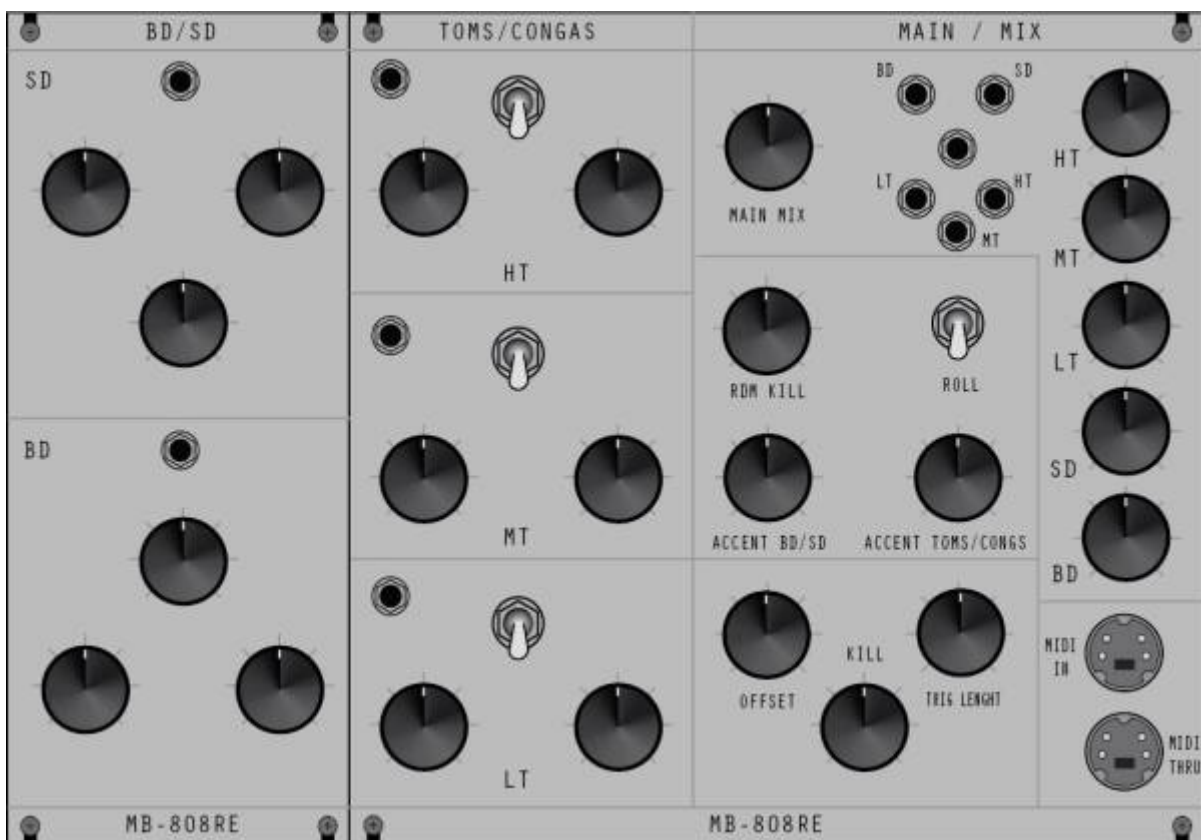 BD/SD
TOMS/CONGAS
MAIN / MIX
SD
BD
SD
HT
MAIN MIX
LT
HT
MT
HT
MT
RDM KILL
ROLL
LT
BD
MT
ACCENT BD/SD
ACCENT TOMS/CONGS
SD
BD
OFFSET
KILL
TRIG LENGHT
MIDI
IN
LT
MIDI
THRU
MB-808RE
MB-808RE